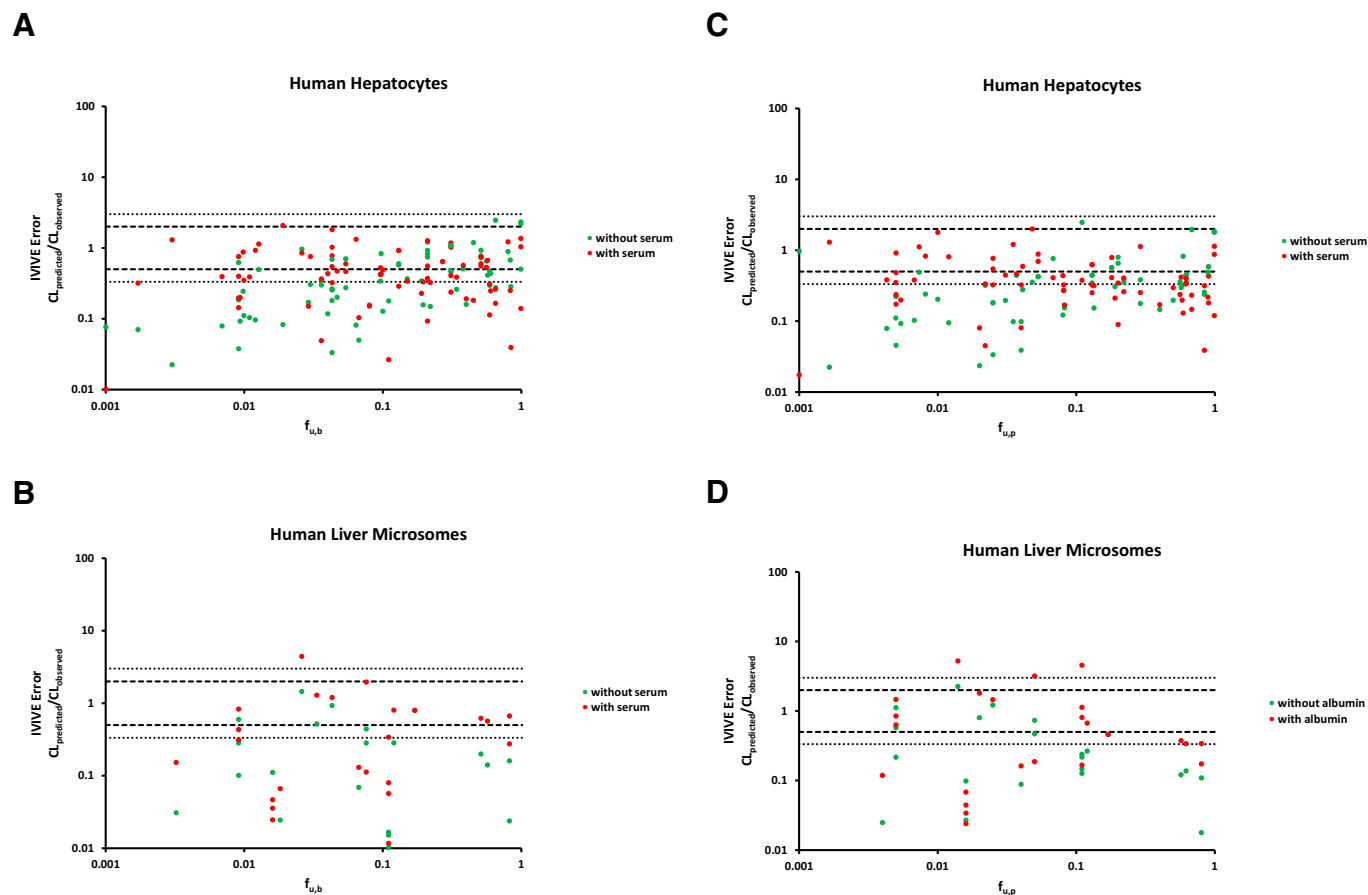 A
Human Hepatocytes
IVIVE Error
CLpredicted/CLobserved
100
10
1
0.1
0.01
0.001
0.01
0.1
1
fu,b
without serum
with serum
C
Human Hepatocytes
IVIVE Error
CLpredicted/CLobserved
100
10
1
0.1
0.01
0.001
0.01
0.1
1
fu,p
without serum
with serum
B
Human Liver Microsomes
IVIVE Error
CLpredicted/CLobserved
100
10
1
0.1
0.01
0.001
0.01
0.1
1
fu,b
without serum
with serum
D
Human Liver Microsomes
IVIVE Error
CLpredicted/CLobserved
100
10
1
0.1
0.01
0.001
0.01
0.1
1
fu,p
without albumin
with albumin